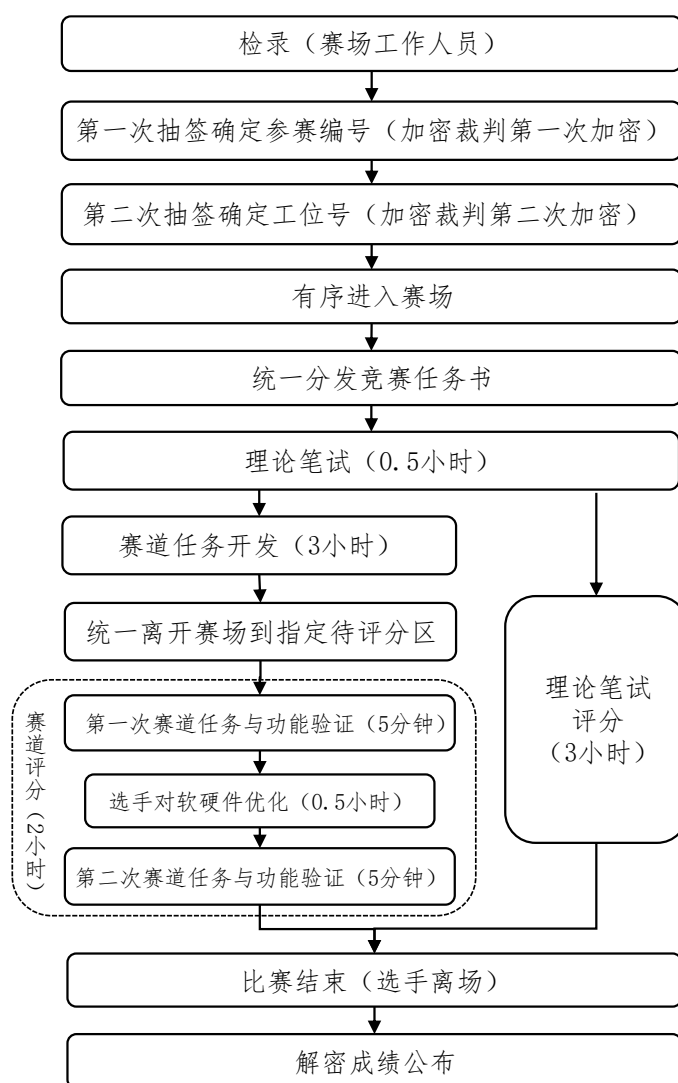 检录（赛场工作人员）
第一次抽签确定参赛编号（加密裁判第一次加密）
第二次抽签确定工位号（加密裁判第二次加密）
有序进入赛场
统一分发竞赛任务书
理论笔试（0.5小时）
赛道任务开发（3小时）
统一离开赛场到指定待评分区
赛道评分（2小时）
第一次赛道任务与功能验证（5分钟）
选手对软硬件优化（0.5小时）
第二次赛道任务与功能验证（5分钟）
理论笔试
评分
（3小时）
比赛结束（选手离场）
解密成绩公布